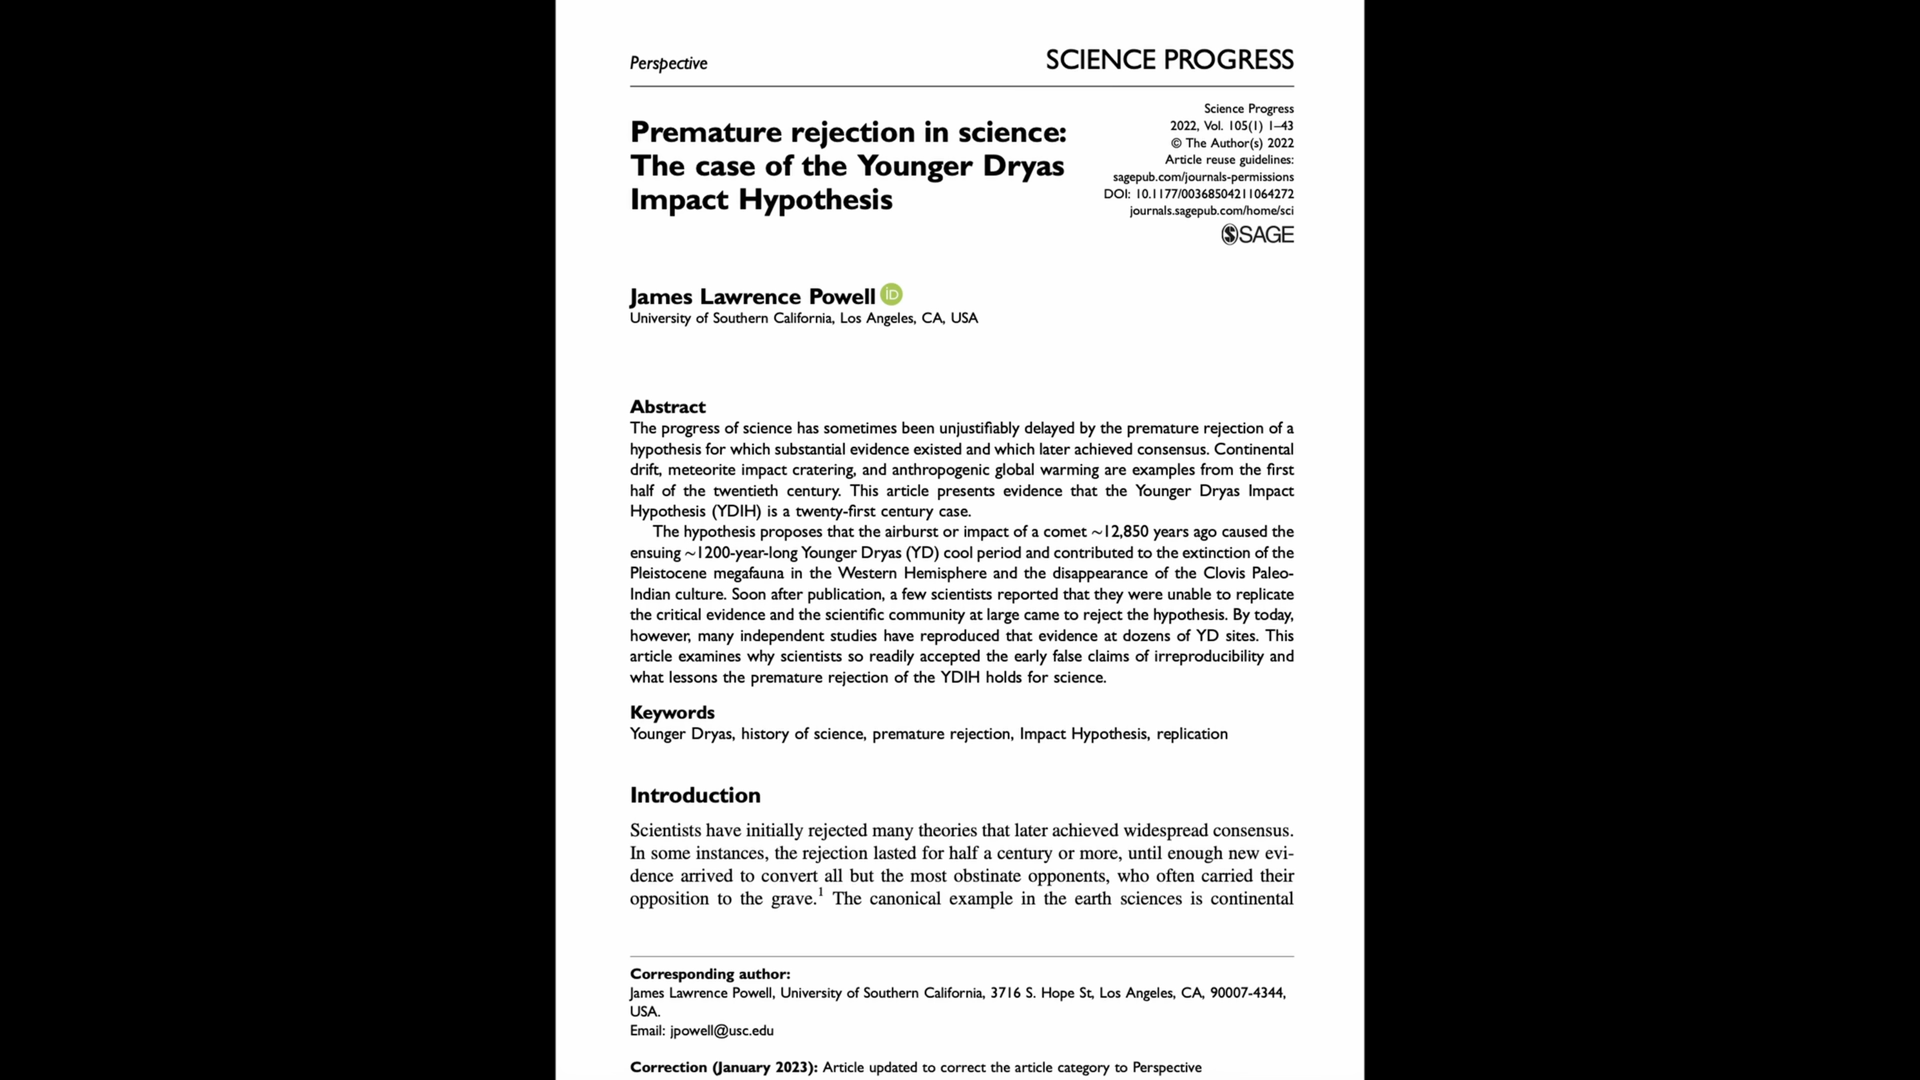 Perspective
SCIENCE PROGRESS
Premature rejection in science:
The case of the Younger Dryas
Impact Hypothesis
Science Progress
2022, Vol. 105(1) 1–43
© The Author(s) 2022
Article reuse guidelines:
sagepub.com/journals-permissions
DOI: 10.1177/00368504211064272
journals.sagepub.com/home/sci
SAGE
James Lawrence Powell iD
University of Southern California, Los Angeles, CA, USA
Abstract
The progress of science has sometimes been unjustifiably delayed by the premature rejection of a
hypothesis for which substantial evidence existed and which later achieved consensus. Continental
drift, meteorite impact cratering, and anthropogenic global warming are examples from the first
half of the twentieth century. This article presents evidence that the Younger Dryas Impact
Hypothesis (YDIH) is a twenty-first century case.
The hypothesis proposes that the airburst or impact of a comet ~12,850 years ago caused the
ensuing ~1200-year-long Younger Dryas (YD) cool period and contributed to the extinction of the
Pleistocene megafauna in the Western Hemisphere and the disappearance of the Clovis Paleo-
Indian culture. Soon after publication, a few scientists reported that they were unable to replicate
the critical evidence and the scientific community at large came to reject the hypothesis. By today,
however, many independent studies have reproduced that evidence at dozens of YD sites. This
article examines why scientists so readily accepted the early false claims of irreproducibility and
what lessons the premature rejection of the YDIH holds for science.
Keywords
Younger Dryas, history of science, premature rejection, Impact Hypothesis, replication
Introduction
Scientists have initially rejected many theories that later achieved widespread consensus.
In some instances, the rejection lasted for half a century or more, until enough new evi-
dence arrived to convert all but the most obstinate opponents, who often carried their
opposition to the grave.1 The canonical example in the earth sciences is continental
Corresponding author:
James Lawrence Powell, University of Southern California, 3716 S. Hope St, Los Angeles, CA, 90007-4344,
USA.
Email: jpowell@usc.edu
Correction (January 2023): Article updated to correct the article category to Perspective